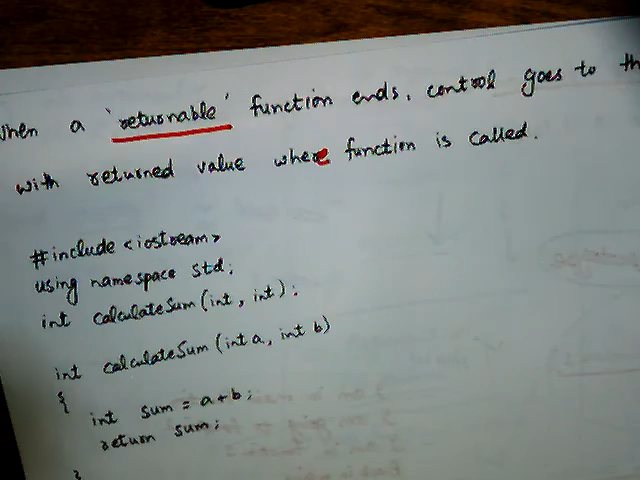 when a 'returnable' function ends, control goes to th
with returned value where function is called.
#include <iostream>
using namespace std;
int calculateSum(int, int);
int calculateSum (int a, int b)
{
int sum = a+b;
return sum;
}